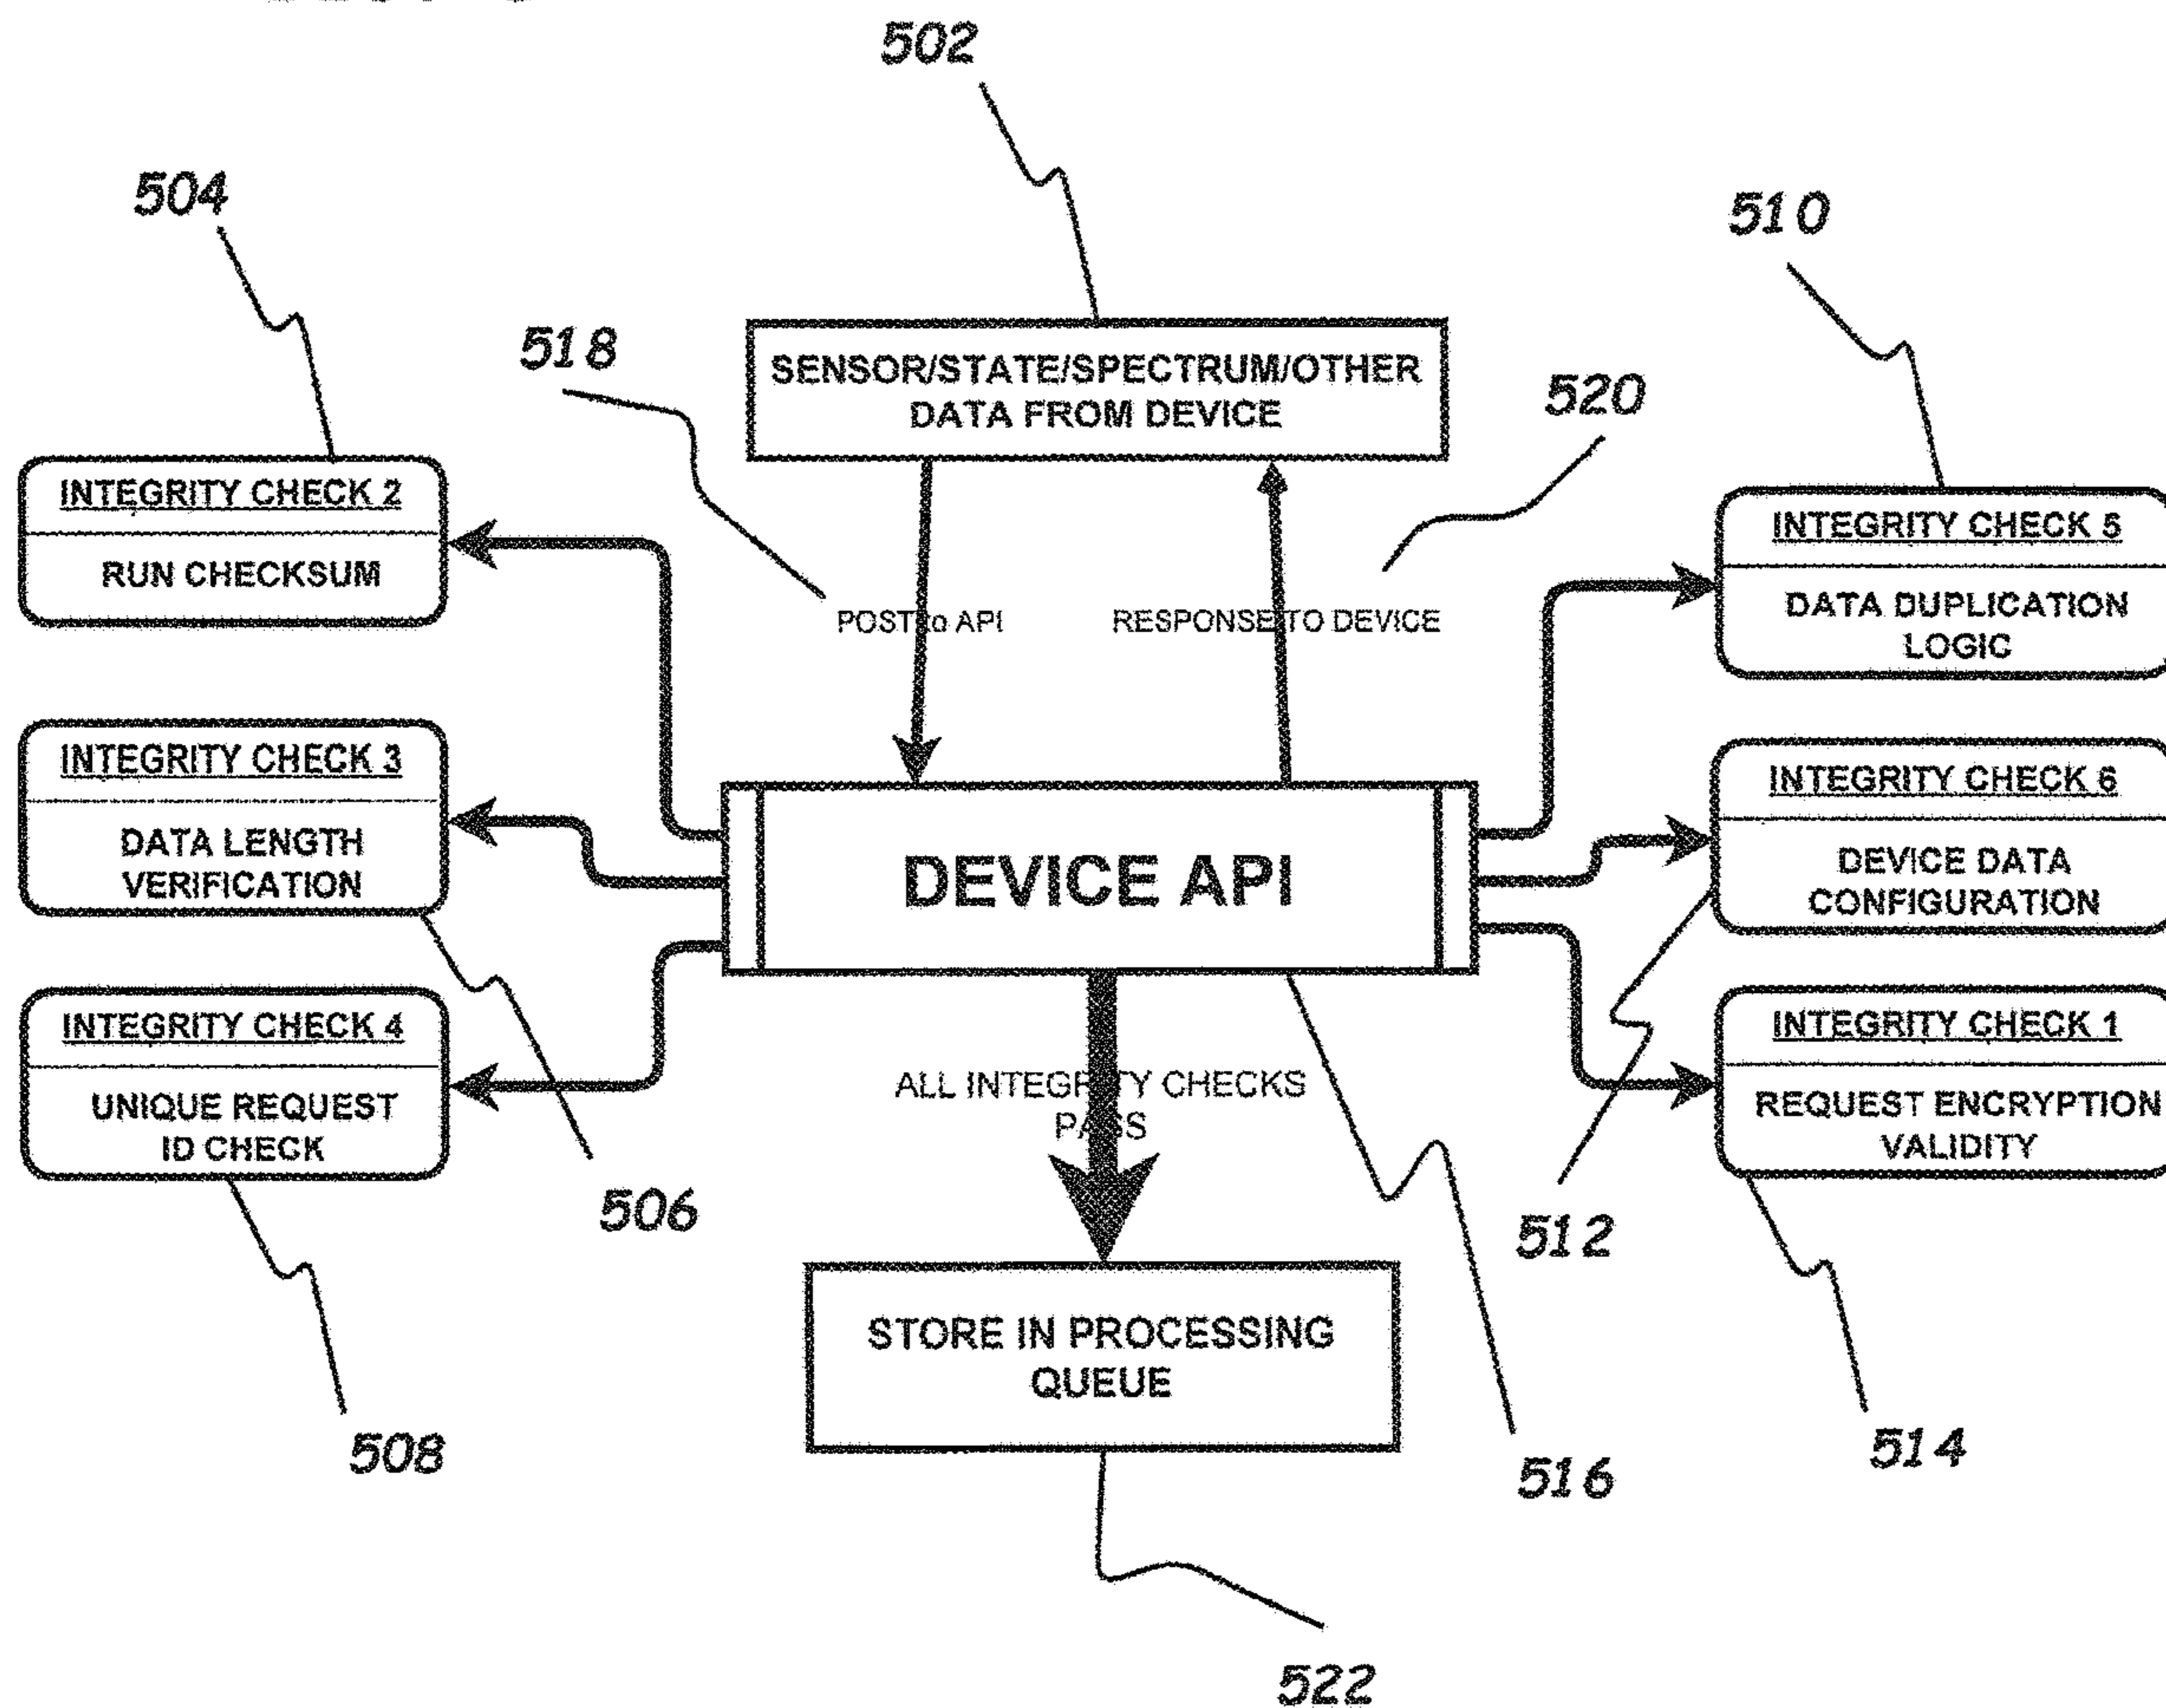 502
504
510
518
SENSOR/STATE/SPECTRUM/OTHER
DATA FROM DEVICE
520
INTEGRITY CHECK 2
RUN CHECKSUM
INTEGRITY CHECK 5
DATA DUPLICATION
LOGIC
POST to API
RESPONSE TO DEVICE
INTEGRITY CHECK 3
DATA LENGTH
VERIFICATION
DEVICE API
INTEGRITY CHECK 6
DEVICE DATA
CONFIGURATION
INTEGRITY CHECK 4
UNIQUE REQUEST
ID CHECK
ALL INTEGRITY CHECKS
PASS
INTEGRITY CHECK 1
REQUEST ENCRYPTION
VALIDITY
506
512
STORE IN PROCESSING
QUEUE
508
516
514
522